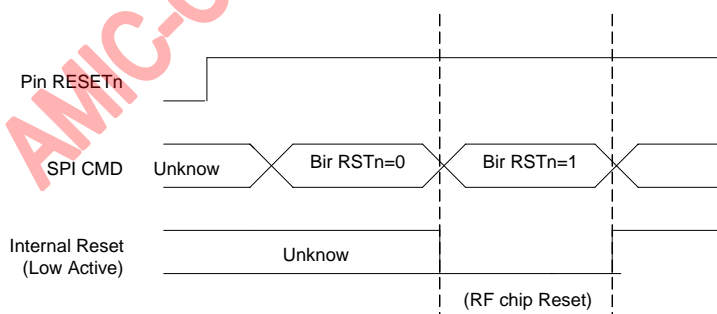 AMIC-C
Pin RESETn
SPI CMD
Unknow
Bir RSTn=0
Bir RSTn=1
Internal Reset
(Low Active)
Unknow
(RF chip Reset)